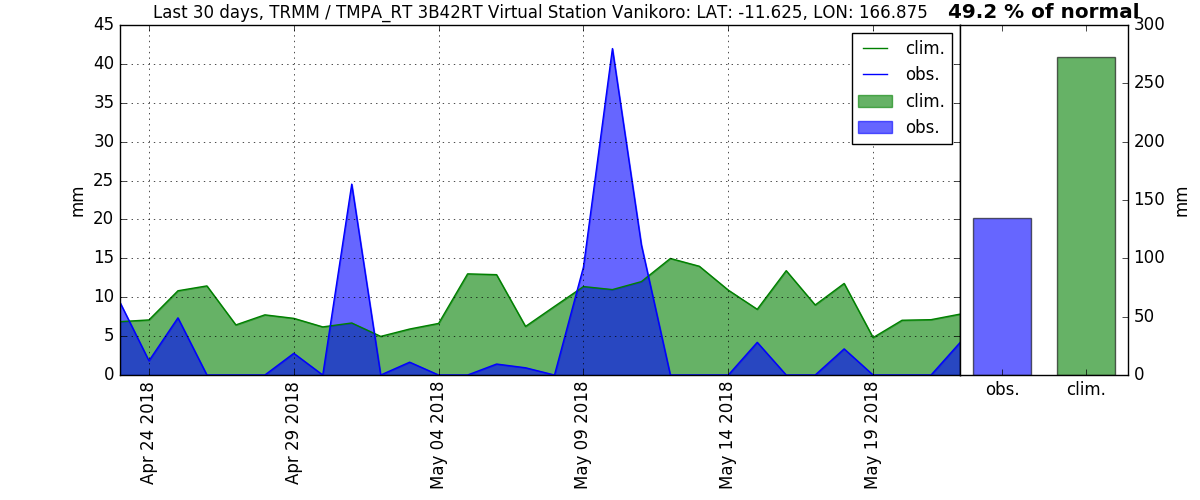 Last 30 days, TRMM / TMPA_RT 3B42RT Virtual Station Vanikoro: LAT: -11.625, LON: 166.875
49.2 % of normal
45
40
35
30
25
20
15
10
5
0
mm
clim.
obs.
clim.
obs.
300
250
200
150
100
50
0
mm
Apr 24 2018
Apr 29 2018
May 04 2018
May 09 2018
May 14 2018
May 19 2018
obs.
clim.